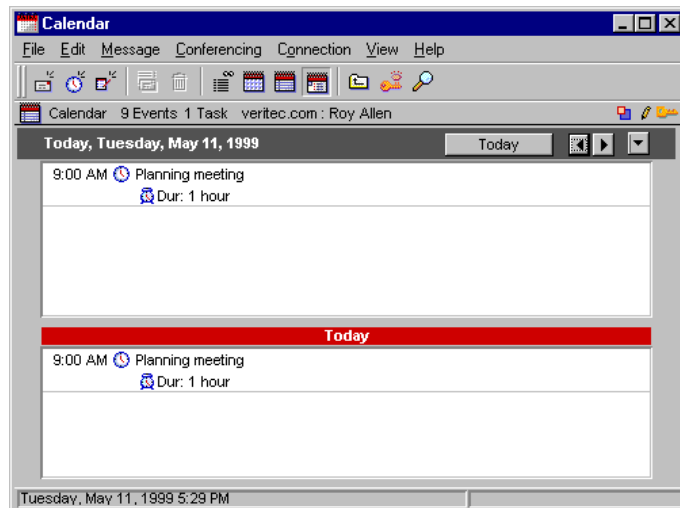 Calendar
File Edit Message Conferencing Connection View Help
Calendar 9 Events 1 Task veritec.com : Roy Allen
Today, Tuesday, May 11, 1999 Today
9:00 AM Planning meeting
Dur: 1 hour
Today
9:00 AM Planning meeting
Dur: 1 hour
Tuesday, May 11, 1999 5:29 PM